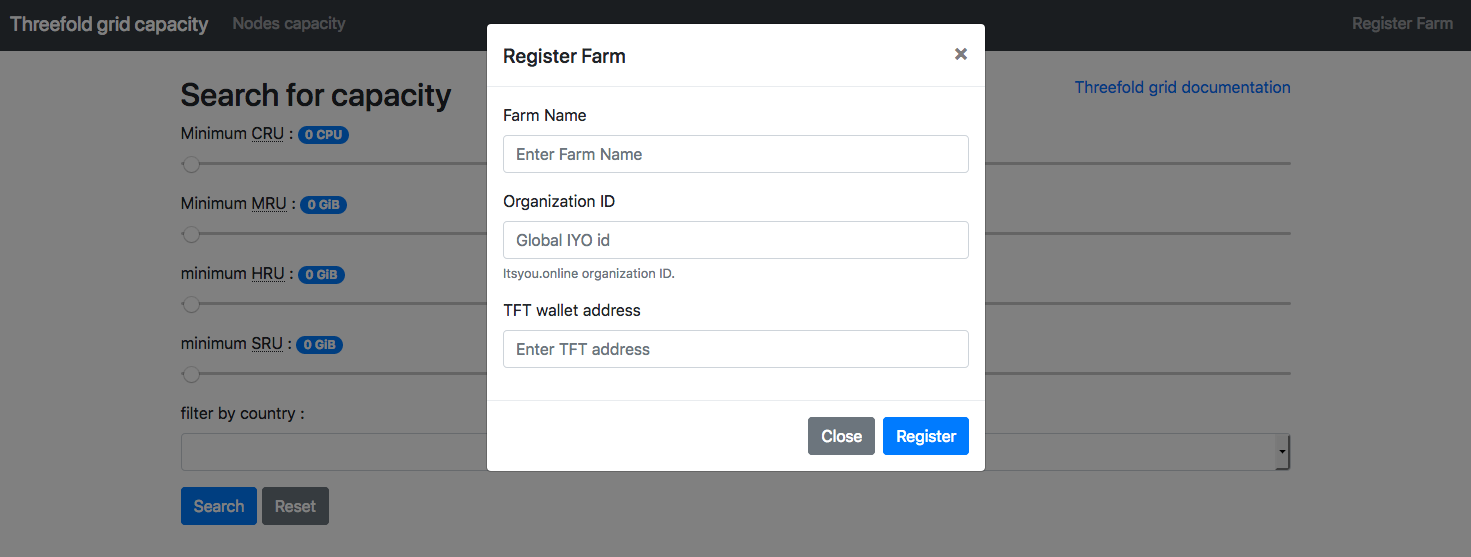 Threefold grid capacity Nodes capacity Register Farm
Register Farm ×
Farm Name
Enter Farm Name
Organization ID
Global IYO id
Itsyou.online organization ID.
TFT wallet address
Enter TFT address
Close Register
Search for capacity
Threefold grid documentation
Minimum CRU : 0 CPU
Minimum MRU : 0 GiB
minimum HRU : 0 GiB
minimum SRU : 0 GiB
filter by country :
Search Reset